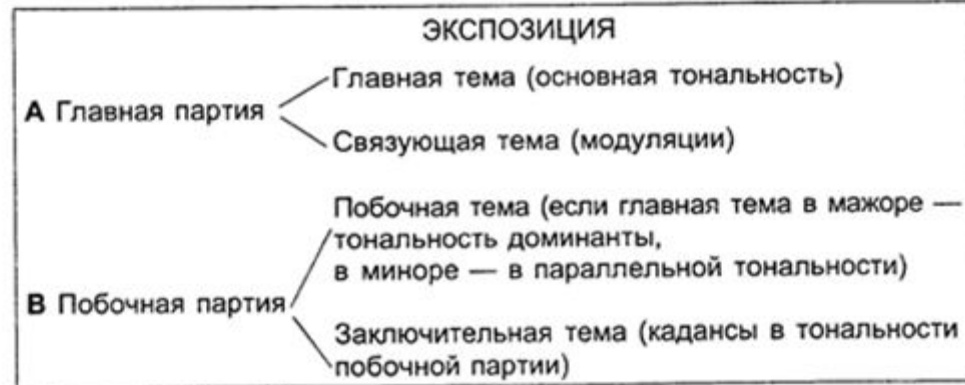 ЭКСПОЗИЦИЯ
Главная тема (основная тональность)
А Главная партия
Связующая тема (модуляции)
Побочная тема (если главная тема в мажоре —
тональность доминанты,
в миноре — в параллельной тональности)
В Побочная партия
Заключительная тема (кадансы в тональности
побочной партии)